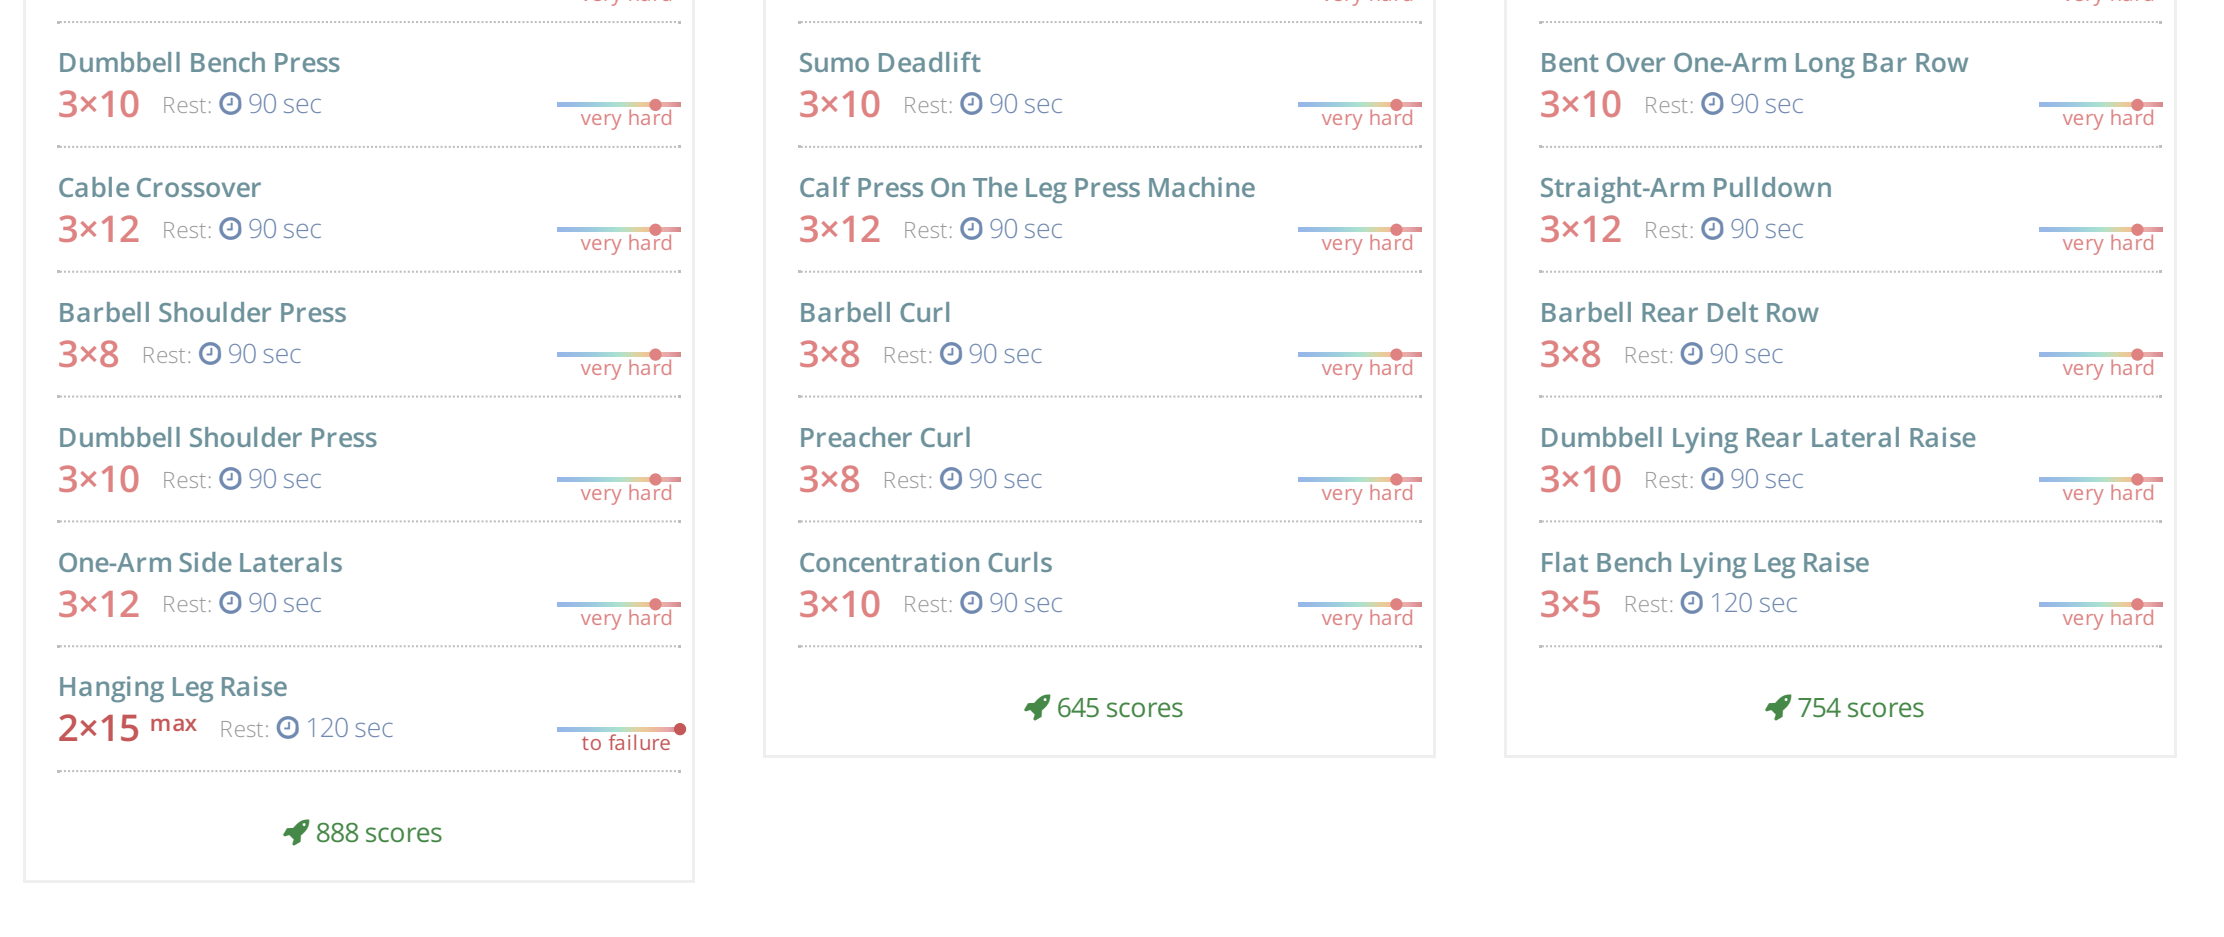 Dumbbell Bench Press
3×10 Rest: 90 sec
very hard
Cable Crossover
3×12 Rest: 90 sec
very hard
Barbell Shoulder Press
3×8 Rest: 90 sec
very hard
Dumbbell Shoulder Press
3×10 Rest: 90 sec
very hard
One-Arm Side Laterals
3×12 Rest: 90 sec
very hard
Hanging Leg Raise
2×15 max Rest: 120 sec
to failure
888 scores
Sumo Deadlift
3×10 Rest: 90 sec
very hard
Calf Press On The Leg Press Machine
3×12 Rest: 90 sec
very hard
Barbell Curl
3×8 Rest: 90 sec
very hard
Preacher Curl
3×8 Rest: 90 sec
very hard
Concentration Curls
3×10 Rest: 90 sec
very hard
645 scores
Bent Over One-Arm Long Bar Row
3×10 Rest: 90 sec
very hard
Straight-Arm Pulldown
3×12 Rest: 90 sec
very hard
Barbell Rear Delt Row
3×8 Rest: 90 sec
very hard
Dumbbell Lying Rear Lateral Raise
3×10 Rest: 90 sec
very hard
Flat Bench Lying Leg Raise
3×5 Rest: 120 sec
very hard
754 scores